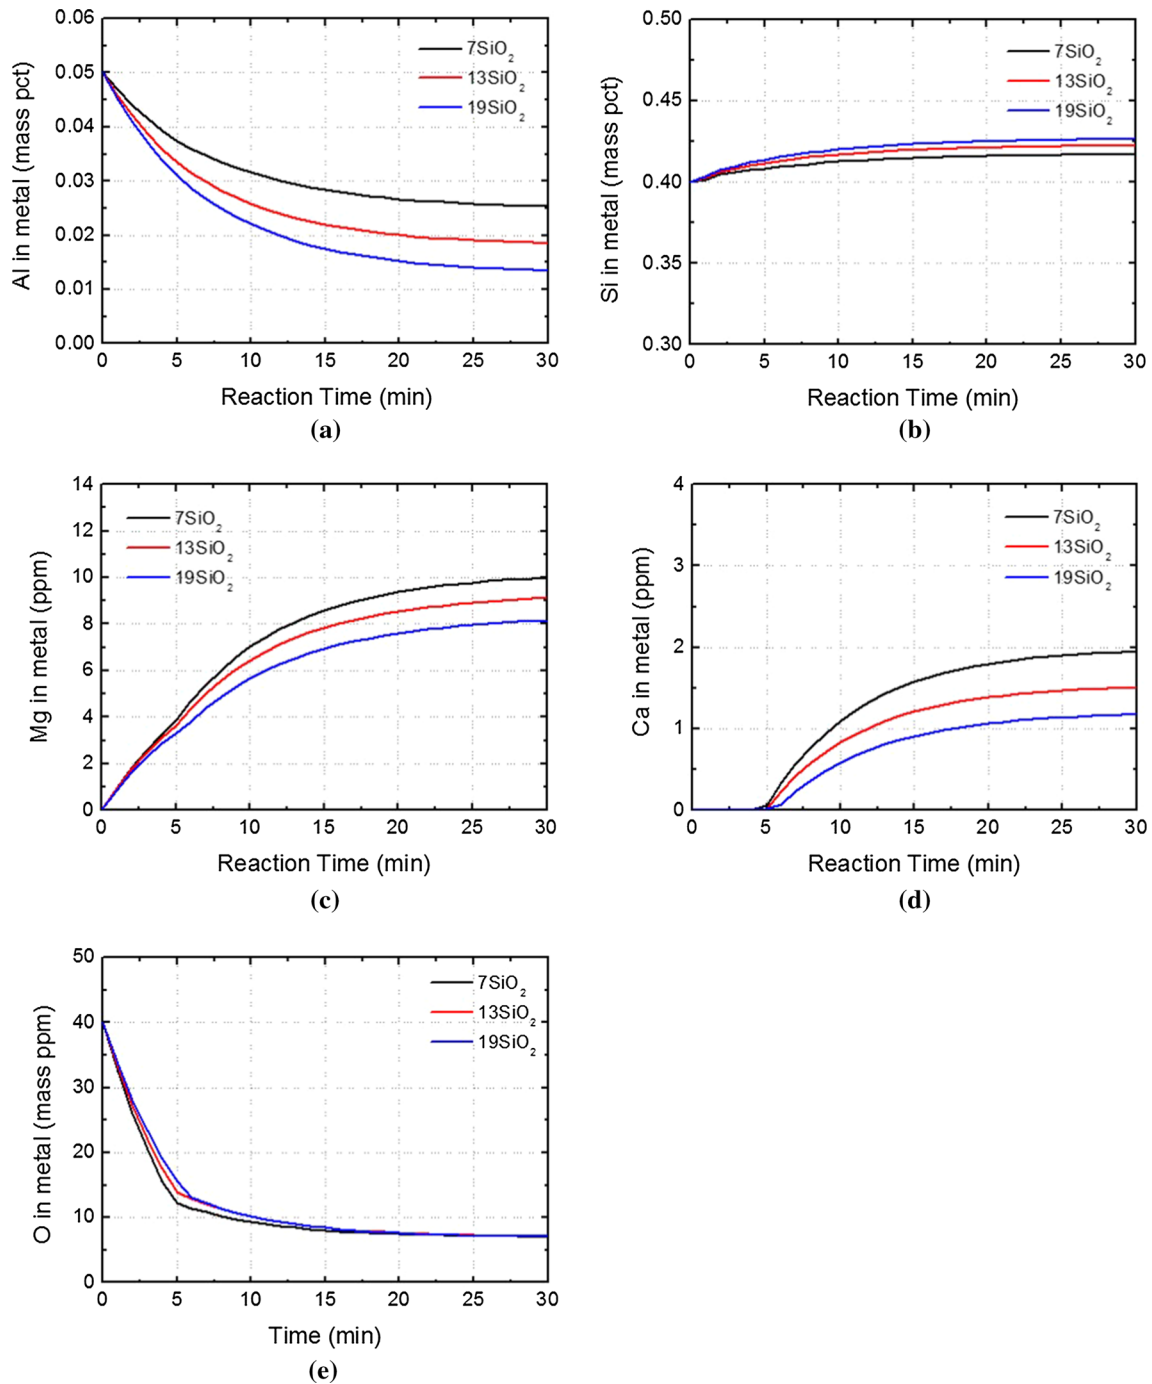 0.06
0.05
0.04
0.03
0.02
0.01
0.00
Al in metal (mass pct)
7SiO2
13SiO2
19SiO2
0 5 10 15 20 25 30
Reaction Time (min)
(a)
0.50
0.45
0.40
0.35
0.30
Si in metal (mass pct)
7SiO2
13SiO2
19SiO2
0 5 10 15 20 25 30
Reaction Time (min)
(b)
14
12
10
8
6
4
2
0
Mg in metal (ppm)
7SiO2
13SiO2
19SiO2
0 5 10 15 20 25 30
Reaction Time (min)
(c)
4
3
2
1
0
Ca in metal (ppm)
7SiO2
13SiO2
19SiO2
0 5 10 15 20 25 30
Reaction Time (min)
(d)
50
40
30
20
10
0
O in metal (mass ppm)
7SiO2
13SiO2
19SiO2
0 5 10 15 20 25 30
Time (min)
(e)